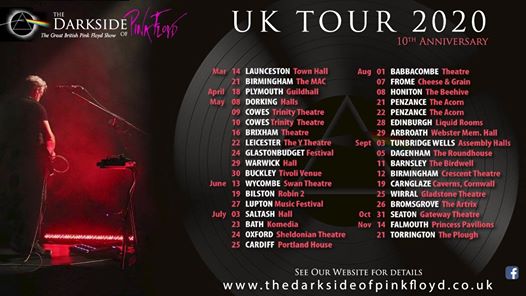 THE
DARKSIDE
OF
Pink Floyd
The Great British Pink Floyd Show
UK TOUR 2020
10TH ANNIVERSARY
Mar 14 LAUNCESTON Town Hall
21 BIRMINGHAM The MAC
April 18 PLYMOUTH Guildhall
May 08 DORKING Halls
09 COWES Trinity Theatre
10 COWES Trinity Theatre
16 BRIXHAM Theatre
22 LEICESTER The Y Theatre
24 GLASTONBUDGET Festival
29 WARWICK Hall
30 BUCKLEY Tivoli Venue
June 13 WYCOMBE Swan Theatre
19 BILSTON Robin 2
27 LUPTON Music Festival
July 03 SALTASH Hall
23 BATH Komedia
24 OXFORD Sheldonian Theatre
25 CARDIFF Portland House
Aug 01 BABBACOMBE Theatre
07 FROME Cheese & Grain
08 HONITON The Beehive
21 PENZANCE The Acorn
22 PENZANCE The Acorn
28 EDINBURGH Liquid Rooms
29 ARBROATH Webster Mem. Hall
Sept 03 TUNBRIDGE WELLS Assembly Halls
05 DAGENHAM The Roundhouse
11 BARNSLEY The Birdwell
12 BIRMINGHAM Crescent Theatre
19 CARNGLAZE Caverns, Cornwall
25 WIRRAL Gladstone Theatre
26 BROMSGROVE The Artrix
Oct 31 SEATON Gateway Theatre
Nov 14 FALMOUTH Princess Pavilions
21 TORRINGTON The Plough
SEE OUR WEBSITE FOR DETAILS
www.thedarksideofpinkfloyd.co.uk
f